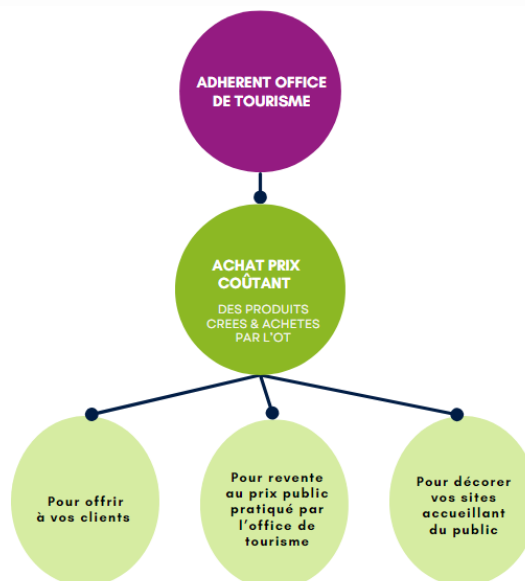 ADHERENT OFFICE
DE TOURISME
ACHAT PRIX
COÛTANT
DES PRODUITS
CREES & ACHETES
PAR L'OT
Pour offrir
à vos clients
Pour revente
au prix public
pratiqué par
l'office de
tourisme
Pour décorer
vos sites
accueillant
du public